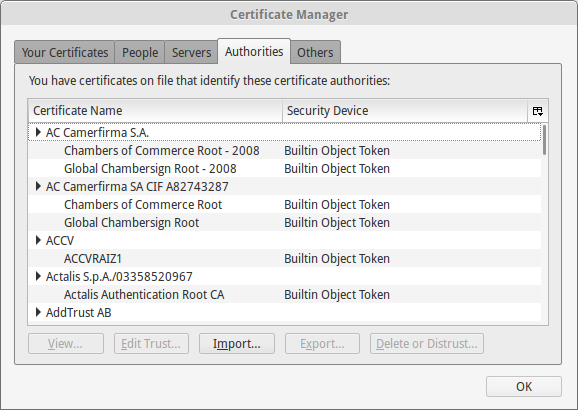 Certificate Manager
Your Certificates People Servers Authorities Others
You have certificates on file that identify these certificate authorities:
Certificate Name Security Device
AC Camerfirma S.A.
Chambers of Commerce Root - 2008 Builtin Object Token
Global Chambersign Root - 2008 Builtin Object Token
AC Camerfirma SA CIF A82743287
Chambers of Commerce Root Builtin Object Token
Global Chambersign Root Builtin Object Token
ACCV
ACCVRAIZ1 Builtin Object Token
Actalis S.p.A./03358520967
Actalis Authentication Root CA Builtin Object Token
AddTrust AB
View... Edit Trust... Import... Export... Delete or Distrust...
OK